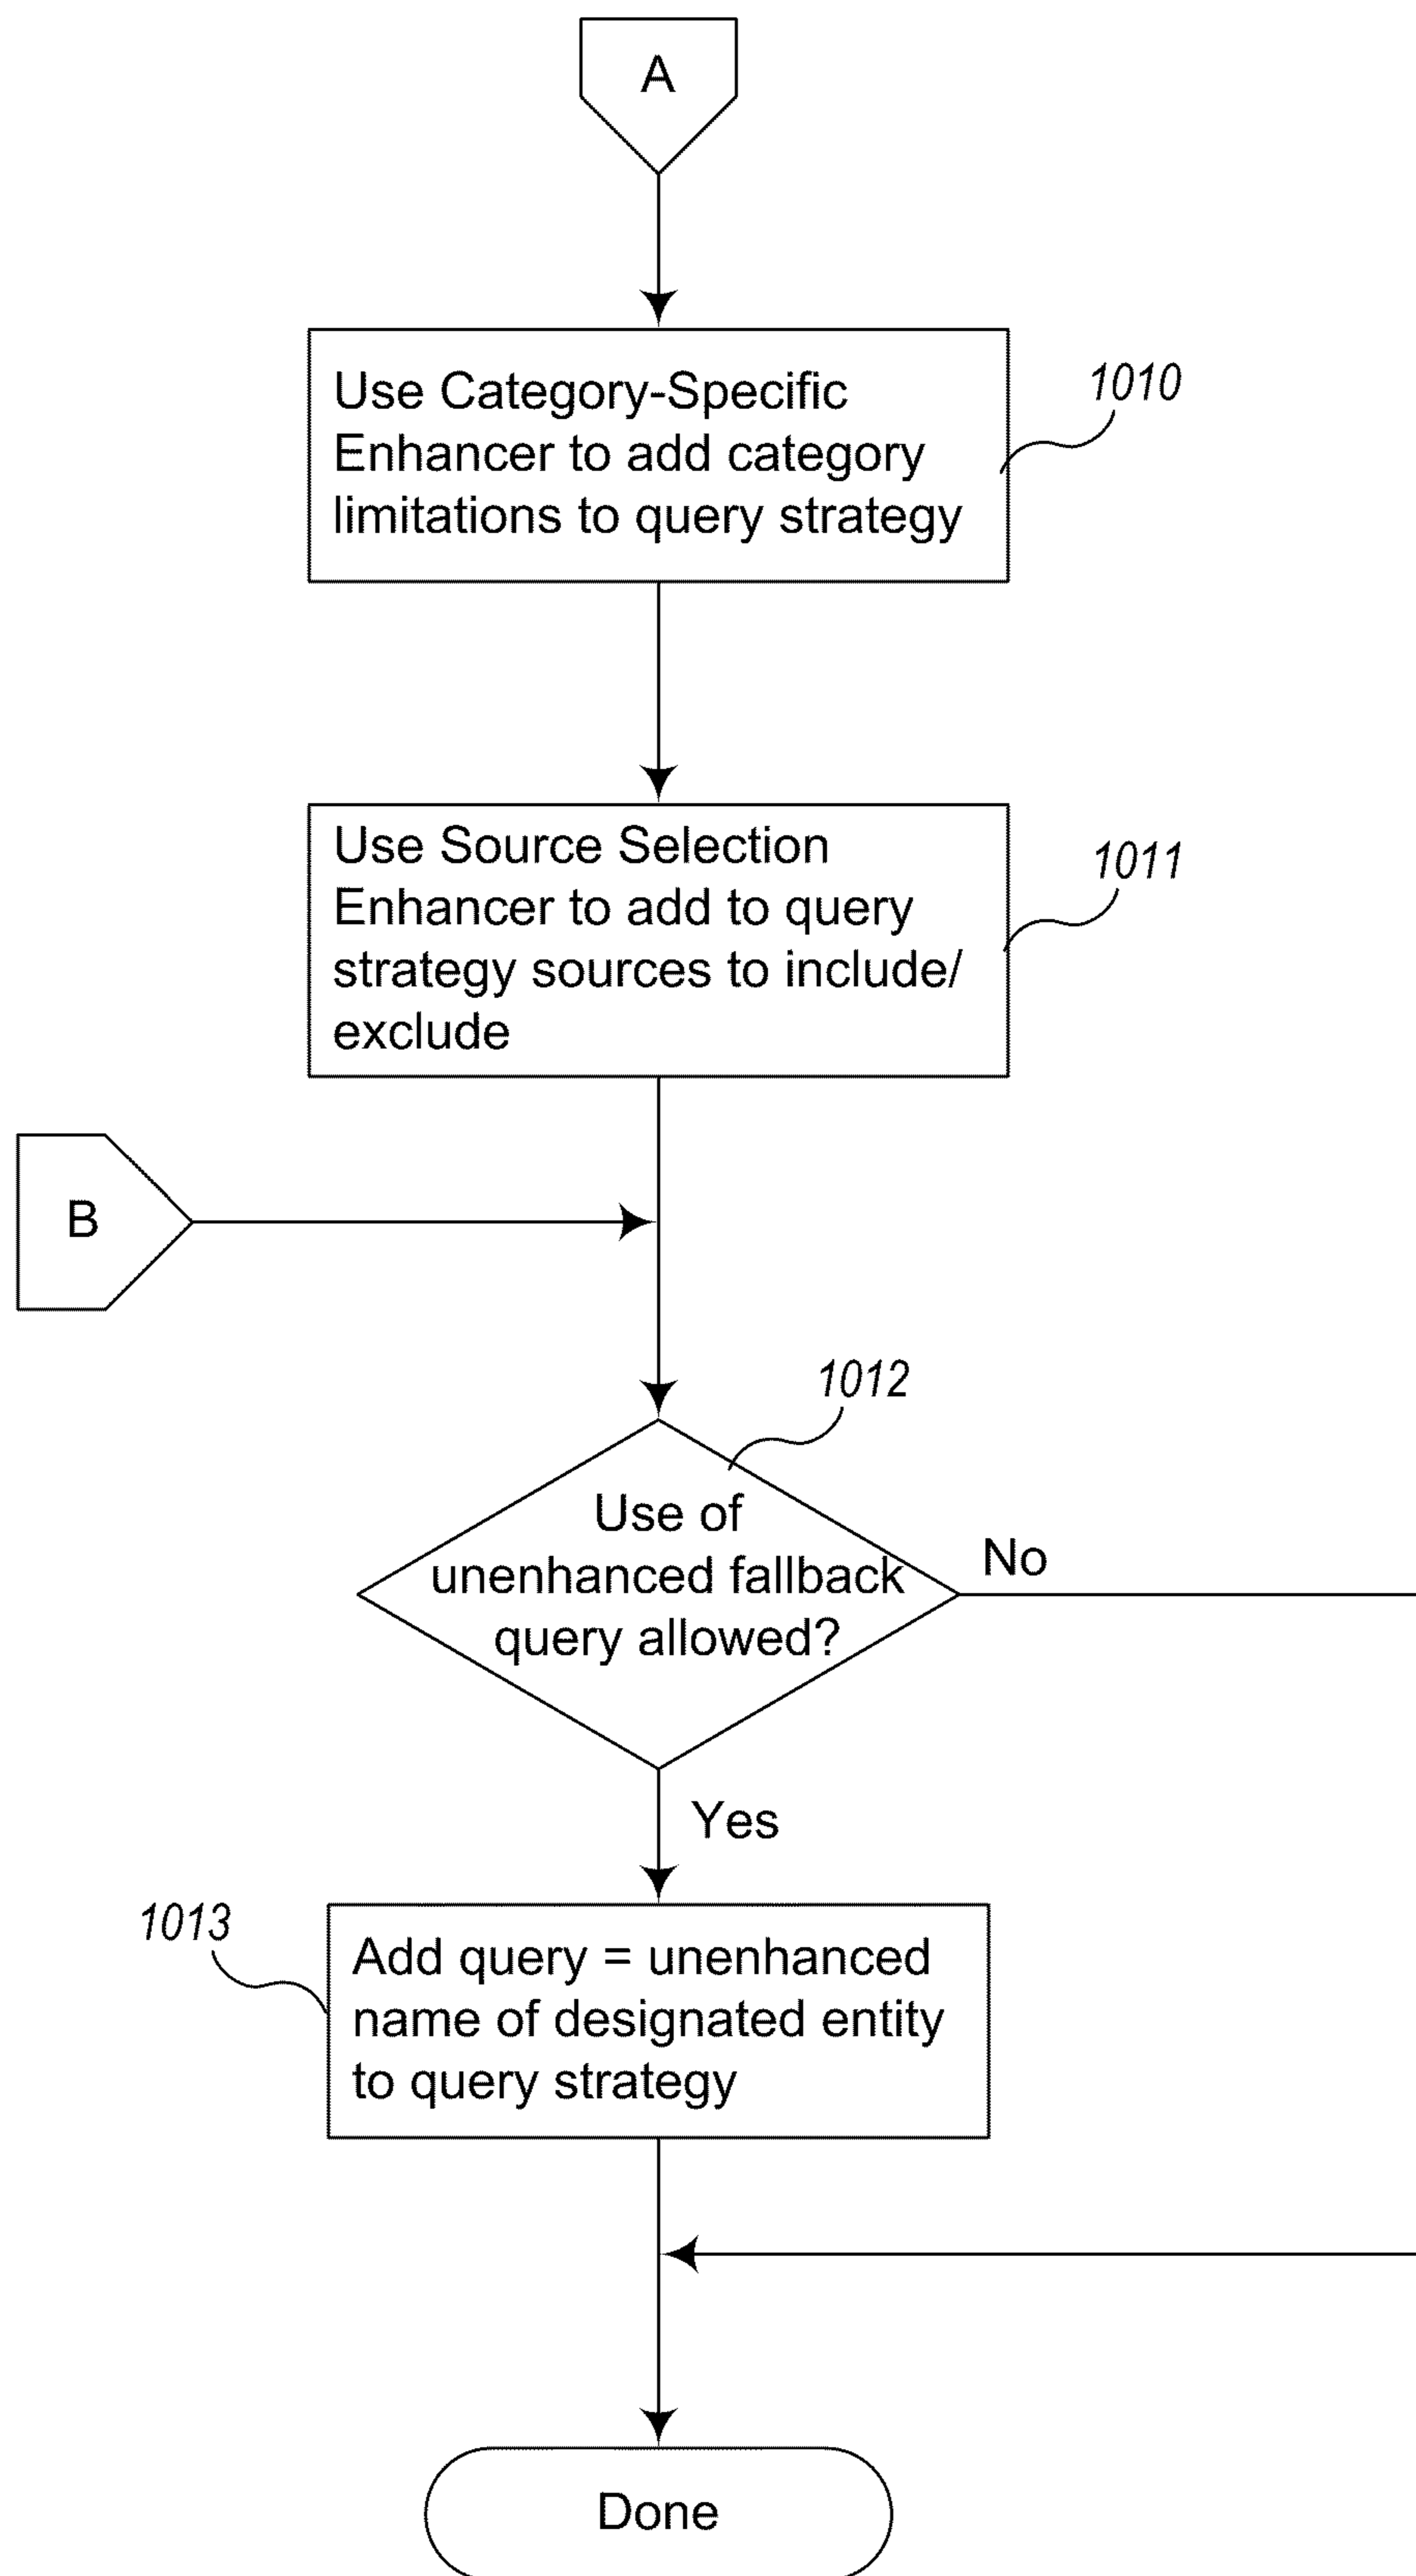 A
Use Category-Specific
Enhancer to add category
limitations to query strategy
1010
Use Source Selection
Enhancer to add to query
strategy sources to include/
exclude
1011
B
1012
Use of
unenhanced fallback
query allowed?
No
Yes
1013
Add query = unenhanced
name of designated entity
to query strategy
Done